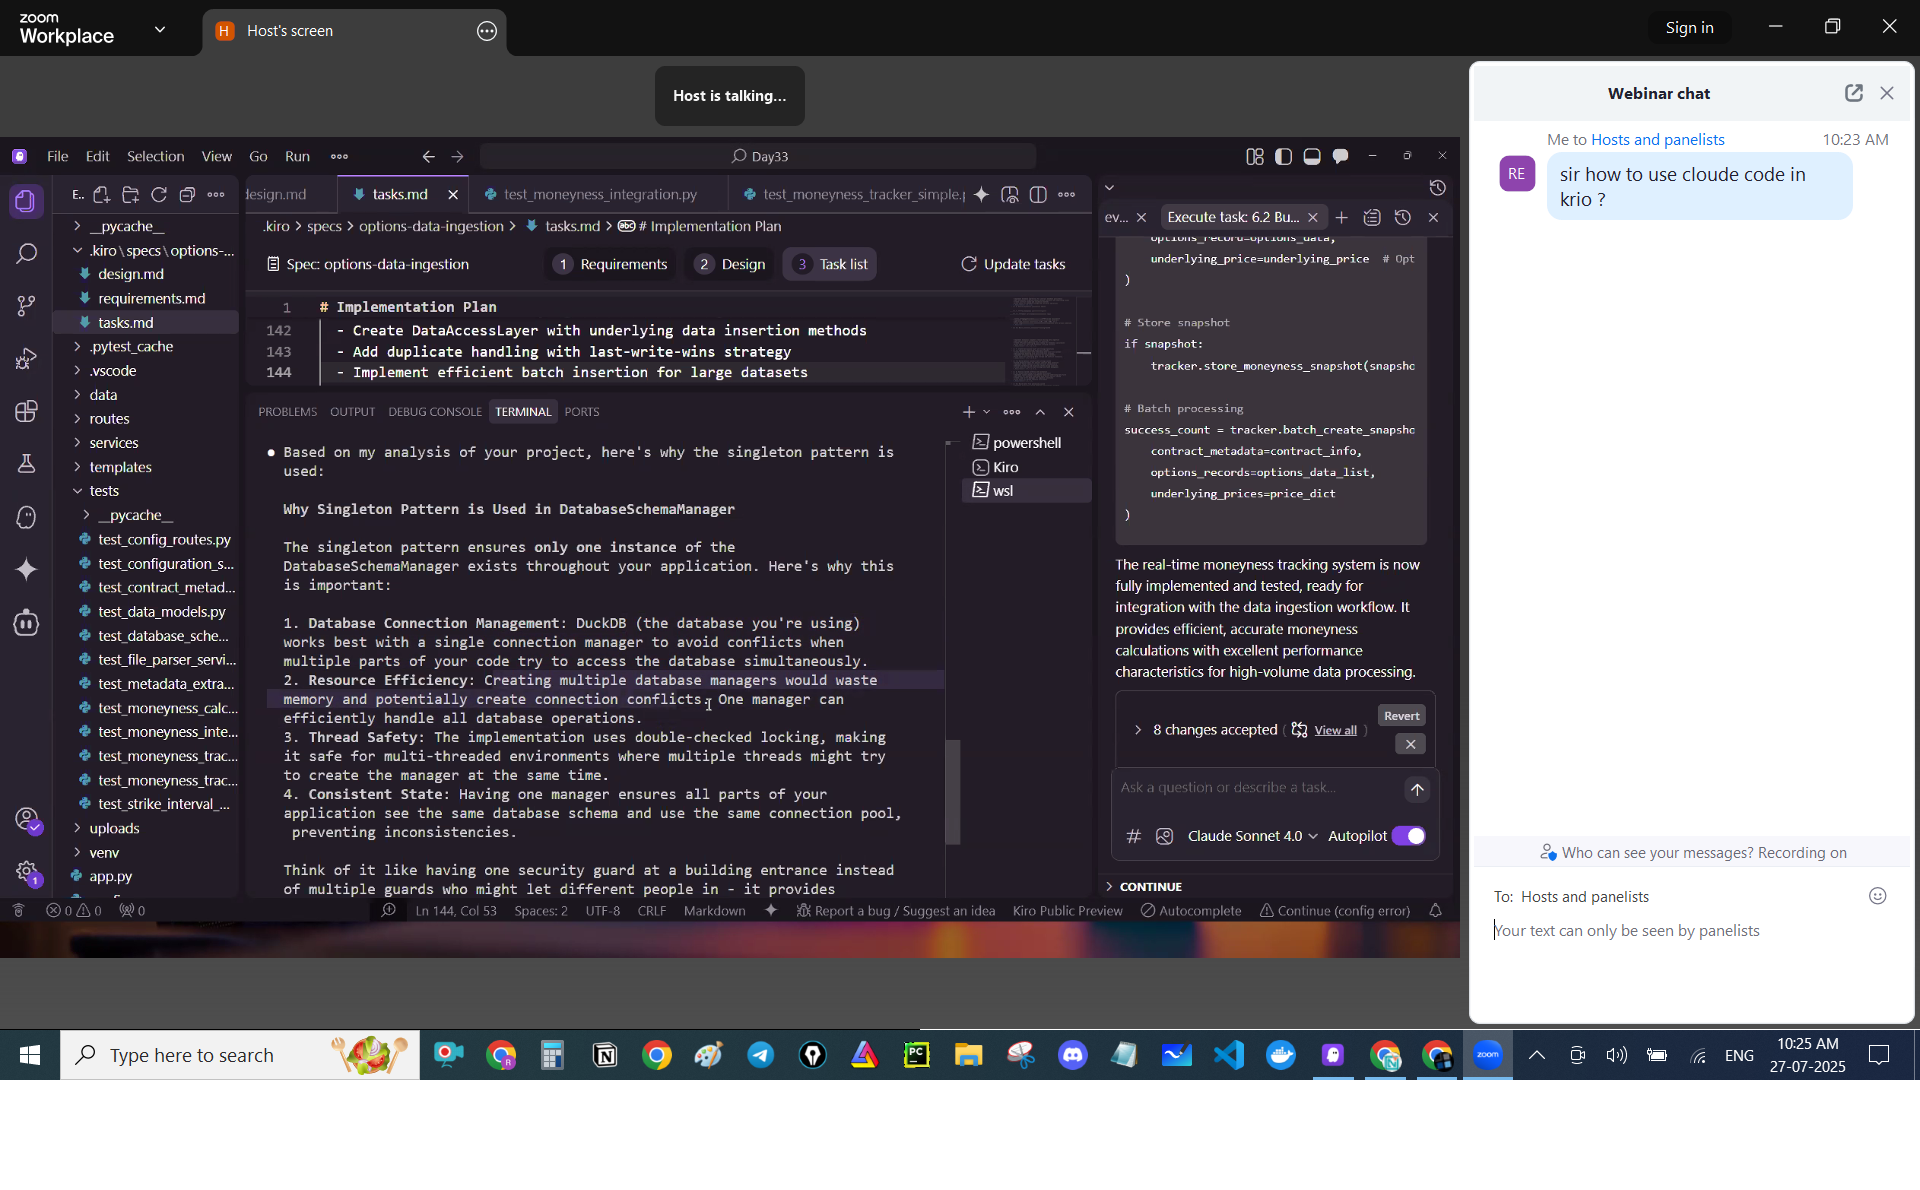 zoom
Workplace
H Host's screen
Sign in
Host is talking...
File Edit Selection View Go Run
Day33
E..
design.md
tasks.md
test_moneyness_integration.py
test_moneyness_tracker_simple.
.kiro > specs > options-data-ingestion > tasks.md > # Implementation Plan
Spec: options-data-ingestion
1 Requirements
2 Design
3 Task list
Update tasks
1 # Implementation Plan
142 - Create DataAccessLayer with underlying data insertion methods
143 - Add duplicate handling with last-write-wins strategy
144 - Implement efficient batch insertion for large datasets
__pycache__
.kiro\specs\options-...
design.md
requirements.md
tasks.md
.pytest_cache
.vscode
data
routes
services
templates
tests
__pycache__
test_config_routes.py
test_configuration_s...
test_contract_metad...
test_data_models.py
test_database_sche...
test_file_parser_servi...
test_metadata_extra...
test_moneyness_calc...
test_moneyness_inte...
test_moneyness_trac...
test_moneyness_trac...
test_strike_interval_...
uploads
venv
app.py
PROBLEMS OUTPUT DEBUG CONSOLE TERMINAL PORTS
powershell
Kiro
wsl
Based on my analysis of your project, here's why the singleton pattern is
used:
Why Singleton Pattern is Used in DatabaseSchemaManager
The singleton pattern ensures only one instance of the
DatabaseSchemaManager exists throughout your application. Here's why this
is important:
1. Database Connection Management: DuckDB (the database you're using)
works best with a single connection manager to avoid conflicts when
multiple parts of your code try to access the database simultaneously.
2. Resource Efficiency: Creating multiple database managers would waste
memory and potentially create connection conflicts. One manager can
efficiently handle all database operations.
3. Thread Safety: The implementation uses double-checked locking, making
it safe for multi-threaded environments where multiple threads might try
to create the manager at the same time.
4. Consistent State: Having one manager ensures all parts of your
application see the same database schema and use the same connection pool,
preventing inconsistencies.
Think of it like having one security guard at a building entrance instead
of multiple guards who might let different people in - it provides
ev...
Execute task: 6.2 Bu...
options_record=options_data,
underlying_price=underlying_price # Opt
)
# Store snapshot
if snapshot:
tracker.store_moneyness_snapshot(snapsho
# Batch processing
success_count = tracker.batch_create_snapsho
contract_metadata=contract_info,
options_records=options_data_list,
underlying_prices=price_dict
)
The real-time moneyness tracking system is now
fully implemented and tested, ready for
integration with the data ingestion workflow. It
provides efficient, accurate moneyness
calculations with excellent performance
characteristics for high-volume data processing.
8 changes accepted ( View all )
Revert
Ask a question or describe a task...
# Claude Sonnet 4.0 Autopilot
CONTINUE
0 0 0
Ln 144, Col 53 Spaces: 2 UTF-8 CRLF Markdown Report a bug / Suggest an idea Kiro Public Preview Autocomplete Continue (config error)
1
Webinar chat
Me to Hosts and panelists 10:23 AM
RE
sir how to use cloude code in
krio ?
Who can see your messages? Recording on
To: Hosts and panelists
Your text can only be seen by panelists
Type here to search
R
N
PC
zoom
ENG
10:25 AM
27-07-2025